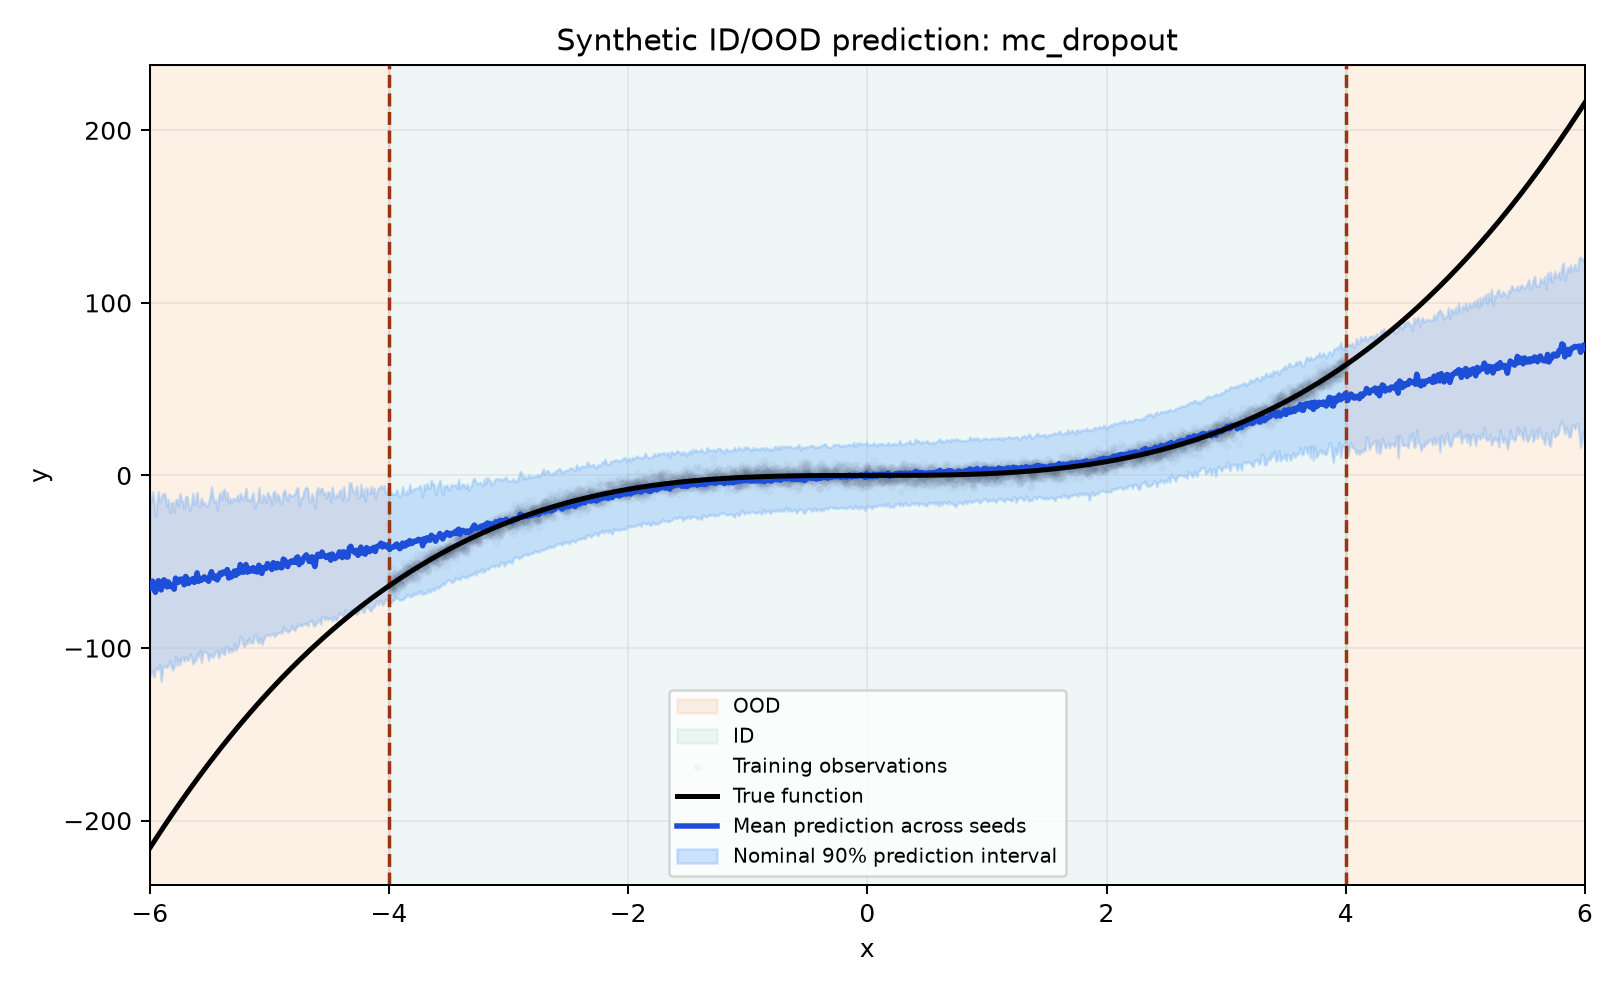 Synthetic ID/OOD prediction: mc_dropout
200
100
0
−100
−200
y
−6
−4
−2
0
2
4
6
x
OOD
ID
Training observations
True function
Mean prediction across seeds
Nominal 90% prediction interval